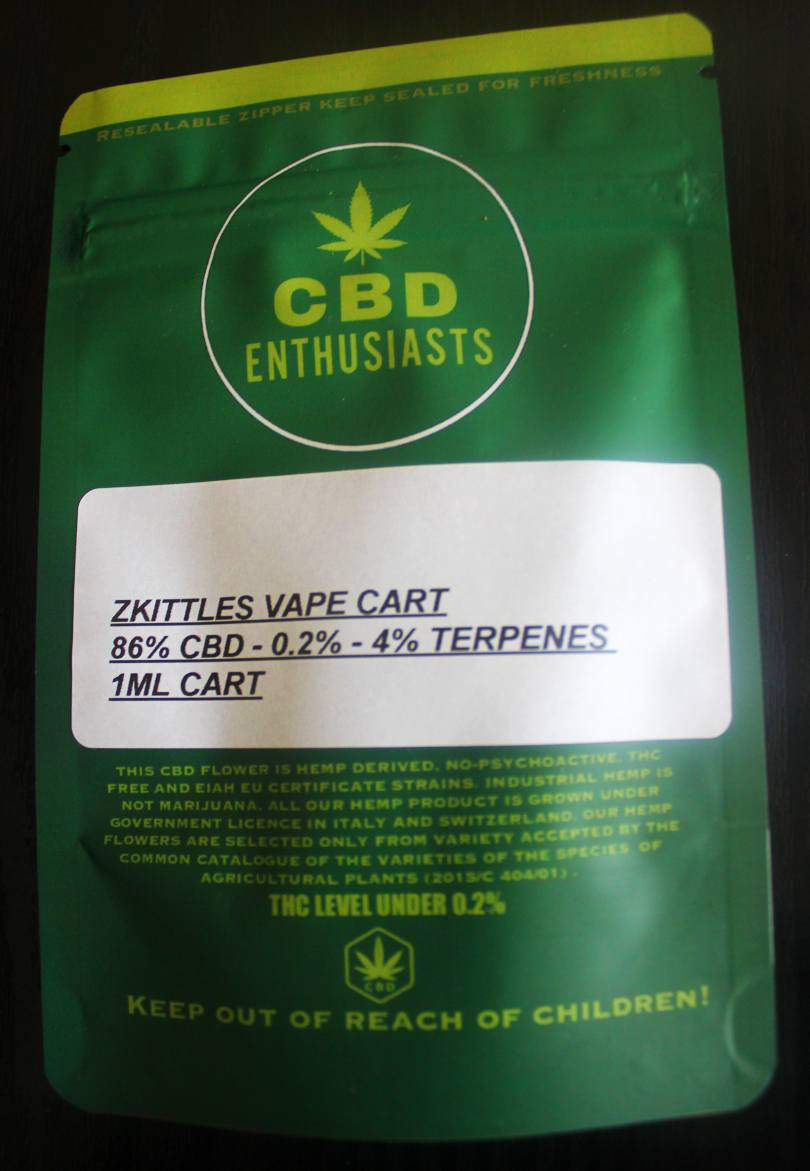 RESEALABLE ZIPPER KEEP SEALED FOR FRESHNESS
CBD
ENTHUSIASTS
ZKITTLES VAPE CART
86% CBD - 0.2% - 4% TERPENES
1ML CART
THIS CBD FLOWER IS HEMP DERIVED. NO-PSYCHOACTIVE. THC
FREE AND EIAH EU CERTIFICATE STRAINS. INDUSTRIAL HEMP IS
NOT MARIJUANA. ALL OUR HEMP PRODUCT IS GROWN UNDER
GOVERNMENT LICENCE IN ITALY AND SWITZERLAND. OUR HEMP
FLOWERS ARE SELECTED ONLY FROM VARIETY ACCEPTED BY THE
COMMON CATALOGUE OF THE VARIETIES OF THE SPECIES OF
AGRICULTURAL PLANTS (2015/C 404/01) -
THC LEVEL UNDER 0.2%
CBD
KEEP OUT OF REACH OF CHILDREN!